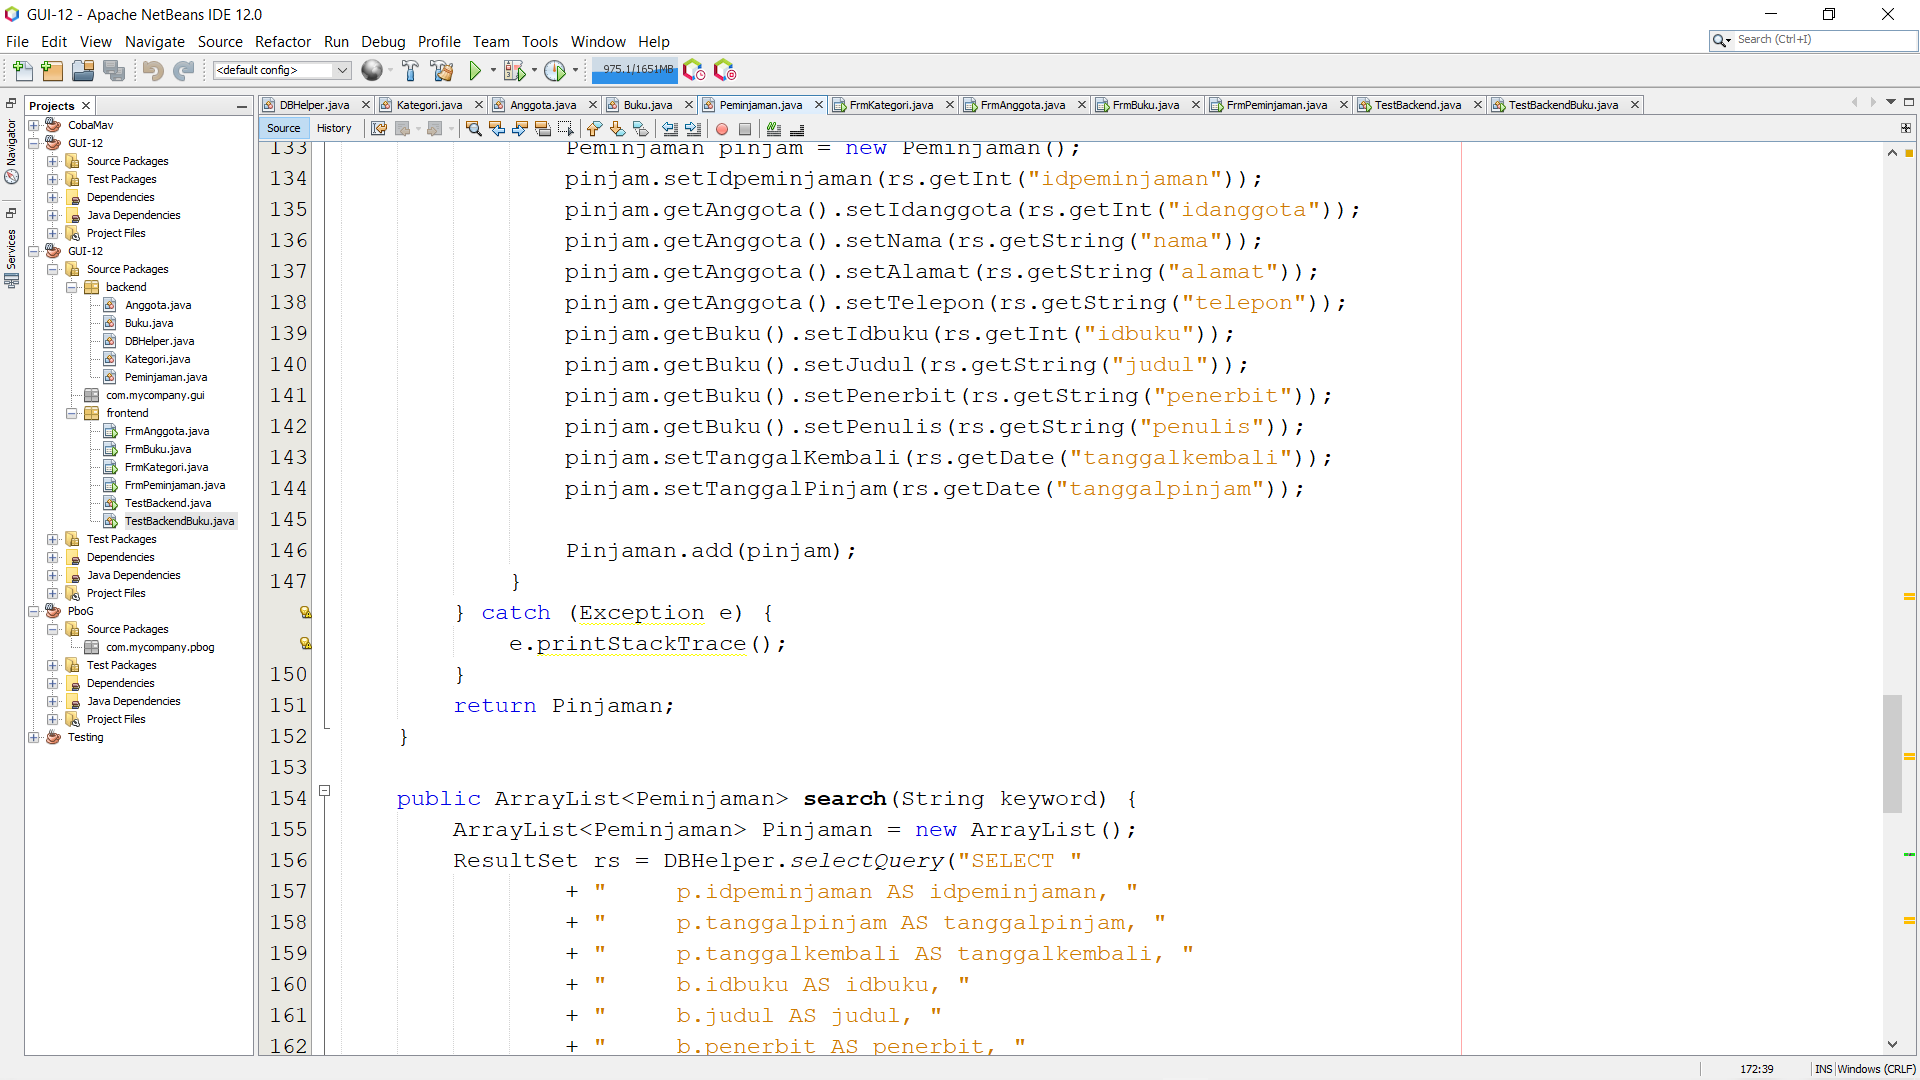 GUI-12 - Apache NetBeans IDE 12.0
File Edit View Navigate Source Refactor Run Debug Profile Team Tools Window Help
Search (Ctrl+I)
<default config>
975.1/1651MB
Projects
DBHelper.java Kategori.java Anggota.java Buku.java Peminjaman.java FrmKategori.java FrmAnggota.java FrmBuku.java FrmPeminjaman.java TestBackend.java TestBackendBuku.java
Source History
Navigator
Services
CobaMav
GUI-12
Source Packages
Test Packages
Dependencies
Java Dependencies
Project Files
GUI-12
Source Packages
backend
Anggota.java
Buku.java
DBHelper.java
Kategori.java
Peminjaman.java
com.mycompany.gui
frontend
FrmAnggota.java
FrmBuku.java
FrmKategori.java
FrmPeminjaman.java
TestBackend.java
TestBackendBuku.java
Test Packages
Dependencies
Java Dependencies
Project Files
PboG
Source Packages
com.mycompany.pbog
Test Packages
Dependencies
Java Dependencies
Project Files
Testing
133 Peminjaman pinjam = new Peminjaman();
134 pinjam.setIdpeminjaman(rs.getInt("idpeminjaman"));
135 pinjam.getAnggota().setIdanggota(rs.getInt("idanggota"));
136 pinjam.getAnggota().setNama(rs.getString("nama"));
137 pinjam.getAnggota().setAlamat(rs.getString("alamat"));
138 pinjam.getAnggota().setTelepon(rs.getString("telepon"));
139 pinjam.getBuku().setIdbuku(rs.getInt("idbuku"));
140 pinjam.getBuku().setJudul(rs.getString("judul"));
141 pinjam.getBuku().setPenerbit(rs.getString("penerbit"));
142 pinjam.getBuku().setPenulis(rs.getString("penulis"));
143 pinjam.setTanggalKembali(rs.getDate("tanggalkembali"));
144 pinjam.setTanggalPinjam(rs.getDate("tanggalpinjam"));
145
146 Pinjaman.add(pinjam);
147 }
} catch (Exception e) {
e.printStackTrace();
150 }
151 return Pinjaman;
152 }
153
154 public ArrayList<Peminjaman> search(String keyword) {
155 ArrayList<Peminjaman> Pinjaman = new ArrayList();
156 ResultSet rs = DBHelper.selectQuery("SELECT "
157 + " p.idpeminjaman AS idpeminjaman, "
158 + " p.tanggalpinjam AS tanggalpinjam, "
159 + " p.tanggalkembali AS tanggalkembali, "
160 + " b.idbuku AS idbuku, "
161 + " b.judul AS judul, "
162 + " b.penerbit AS penerbit, "
172:39 INS Windows (CRLF)